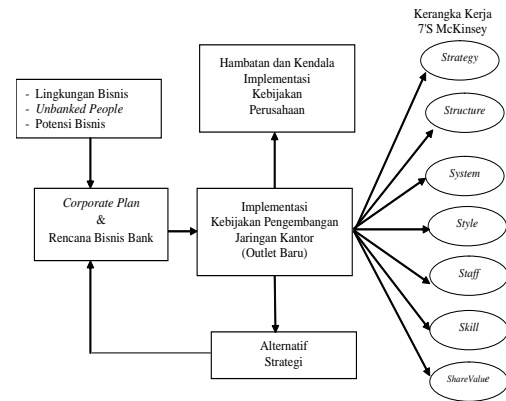 Kerangka Kerja
7'S McKinsey
Hambatan dan Kendala
Implementasi
Kebijakan
Perusahaan
- Lingkungan Bisnis
- Unbanked People
- Potensi Bisnis
Corporate Plan
&
Rencana Bisnis Bank
Implementasi
Kebijakan Pengembangan
Jaringan Kantor
(Outlet Baru)
Alternatif
Strategi
Strategy
Structure
System
Style
Staff
Skill
ShareValue